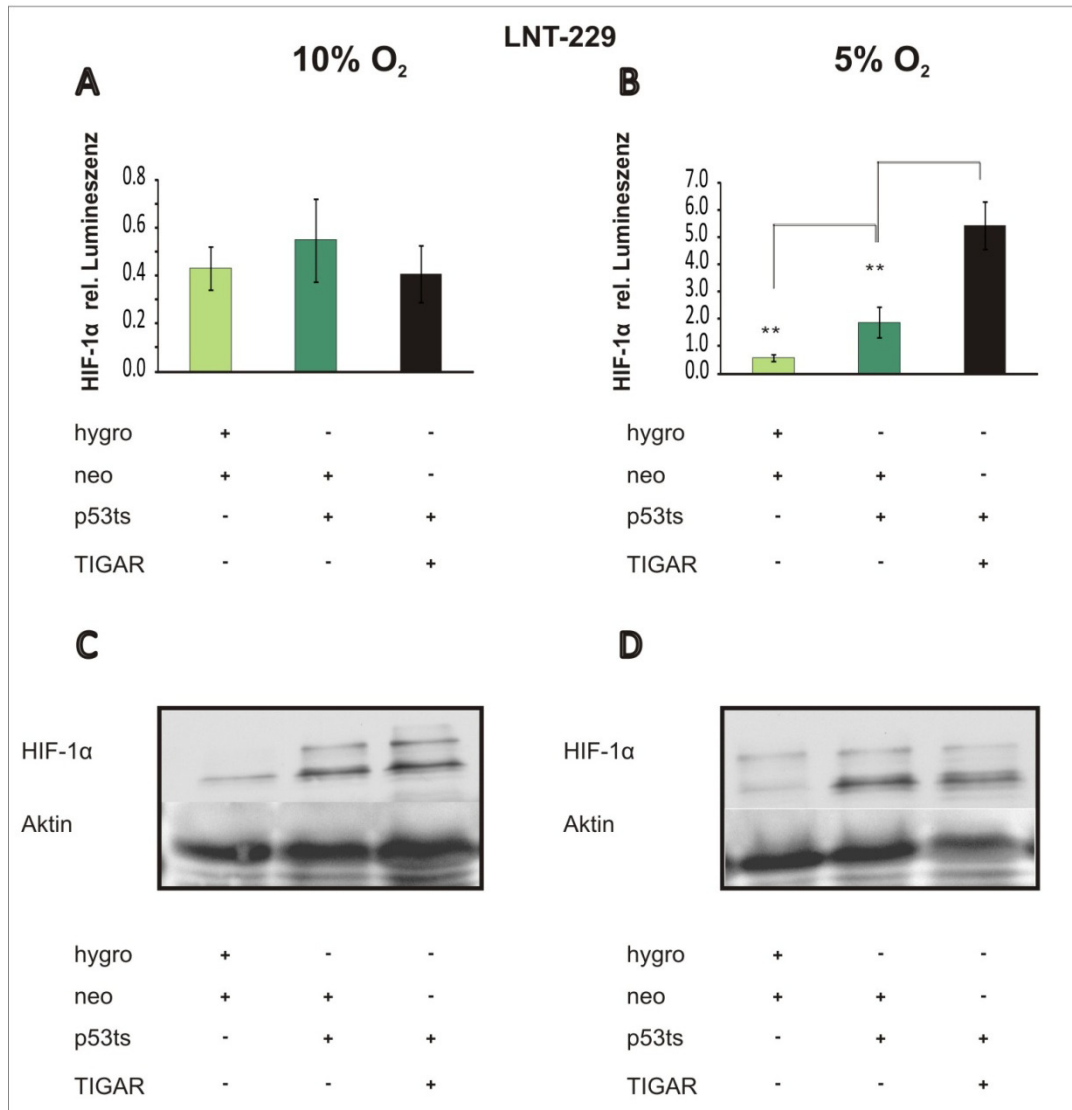 LNT-229
10% O₂
5% O₂
A
B
HIF-1α rel. Lumineszenz
0.8
0.6
0.4
0.2
0.0
HIF-1α rel. Lumineszenz
7.0
6.0
5.0
4.0
3.0
2.0
1.0
0.0
**
**
hygro + - -
neo + + -
p53ts - + +
TIGAR - - +
hygro + - -
neo + + -
p53ts - + +
TIGAR - - +
C
D
HIF-1α
Aktin
HIF-1α
Aktin
hygro + - -
neo + + -
p53ts - + +
TIGAR - - +
hygro + - -
neo + + -
p53ts - + +
TIGAR - - +